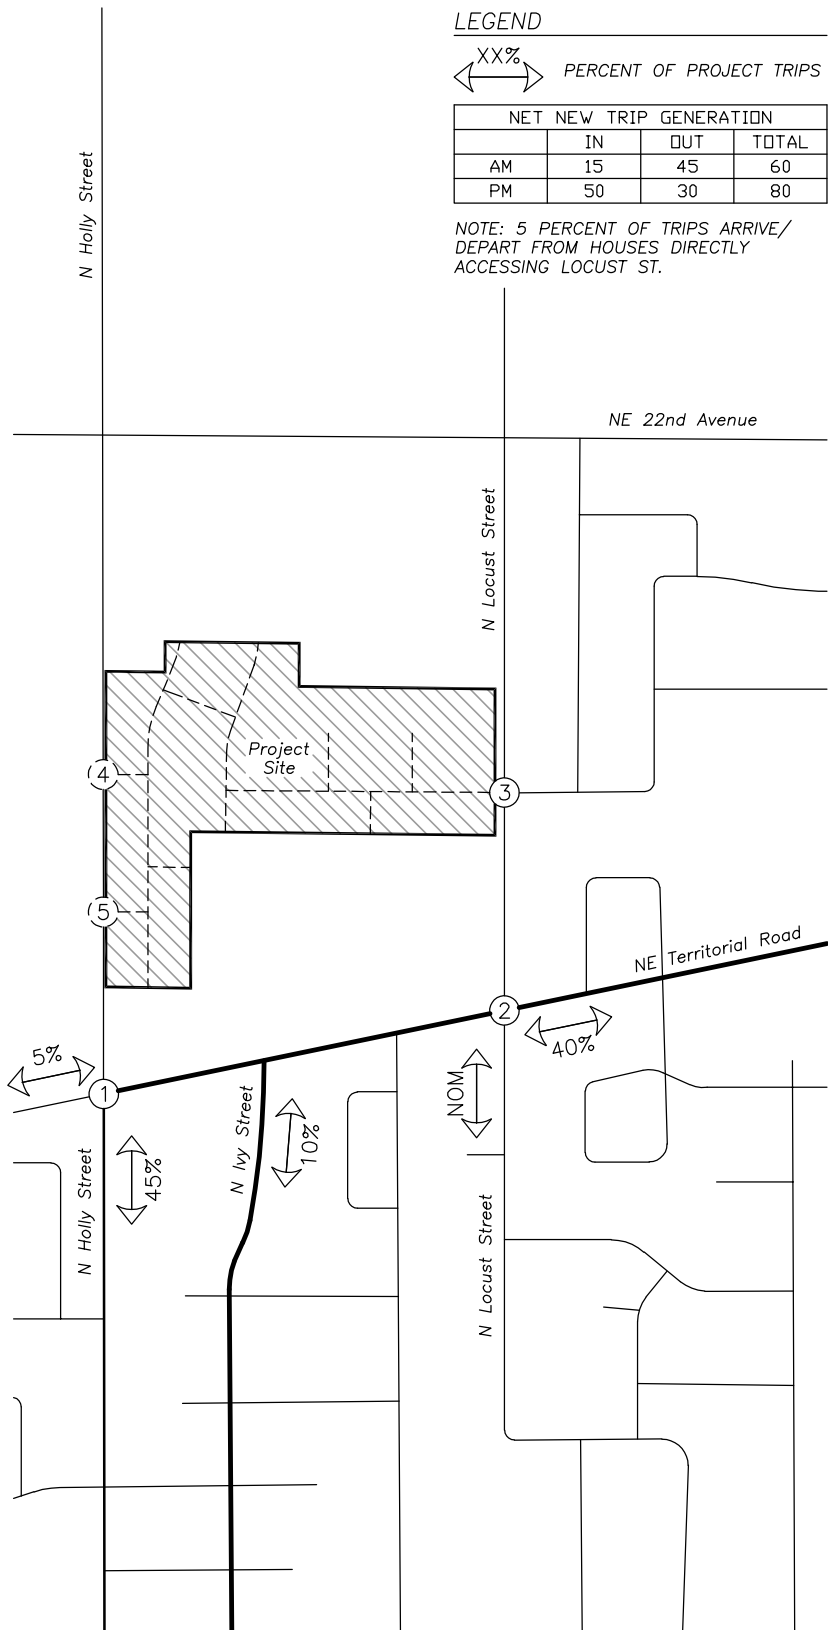 LEGEND
XX%
PERCENT OF PROJECT TRIPS
NET NEW TRIP GENERATION
IN OUT TOTAL
AM 15 45 60
PM 50 30 80
NOTE: 5 PERCENT OF TRIPS ARRIVE/
DEPART FROM HOUSES DIRECTLY
ACCESSING LOCUST ST.
N Holly Street
NE 22nd Avenue
N Locust Street
Project
Site
4
3
5
NE Territorial Road
2
40%
5%
1
NOM
N Ivy Street
10%
45%
N Holly Street
N Locust Street